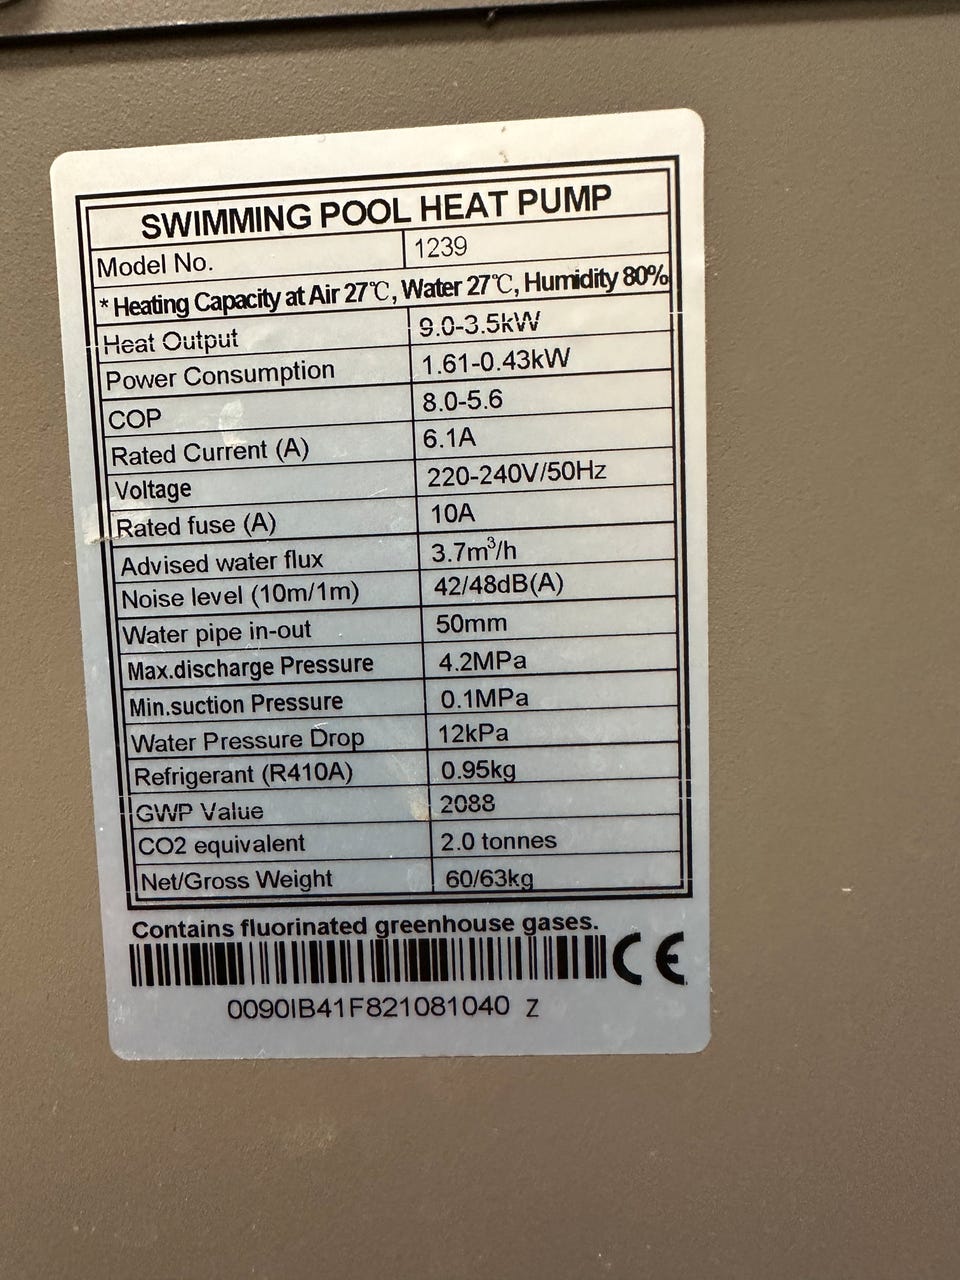 SWIMMING POOL HEAT PUMP
Model No. 1239
* Heating Capacity at Air 27℃, Water 27℃, Humidity 80%
Heat Output 9.0-3.5kW
Power Consumption 1.61-0.43kW
COP 8.0-5.6
Rated Current (A) 6.1A
Voltage 220-240V/50Hz
Rated fuse (A) 10A
Advised water flux 3.7m³/h
Noise level (10m/1m) 42/48dB(A)
Water pipe in-out 50mm
Max.discharge Pressure 4.2MPa
Min.suction Pressure 0.1MPa
Water Pressure Drop 12kPa
Refrigerant (R410A) 0.95kg
GWP Value 2088
CO2 equivalent 2.0 tonnes
Net/Gross Weight 60/63kg
Contains fluorinated greenhouse gases.
CE
0090IB41F821081040 Z